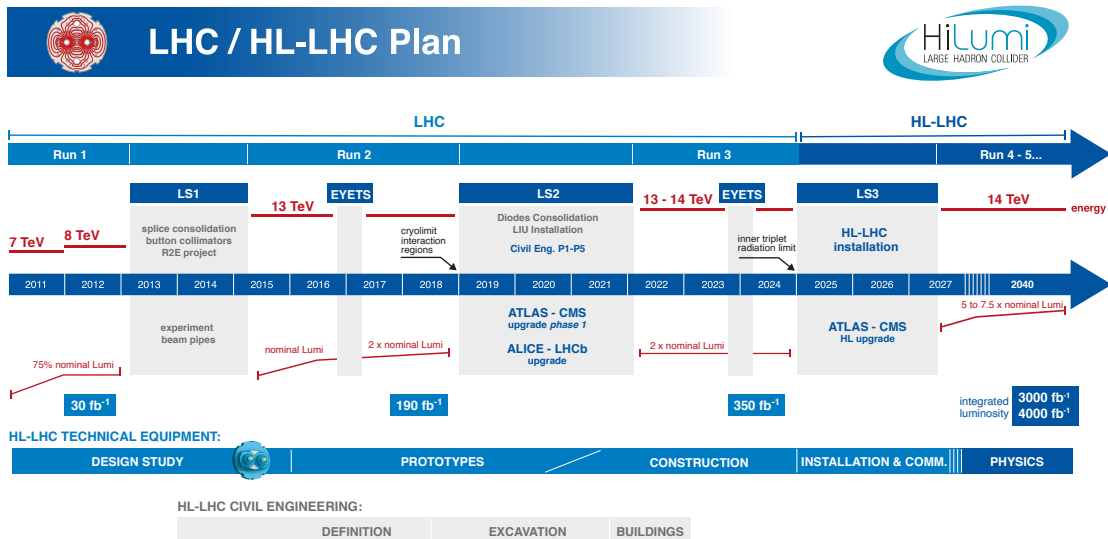 LHC / HL-LHC Plan
HiLumi
LARGE HADRON COLLIDER
LHC
HL-LHC
Run 1
Run 2
Run 3
Run 4 - 5...
LS1
EYETS
LS2
EYETS
LS3
13 TeV
13 - 14 TeV
14 TeV
energy
7 TeV
8 TeV
splice consolidation
button collimators
R2E project
cryolimit
interaction
regions
Diodes Consolidation
LIU Installation
Civil Eng. P1-P5
inner triplet
radiation limit
HL-LHC
installation
2011 2012 2013 2014 2015 2016 2017 2018 2019 2020 2021 2022 2023 2024 2025 2026 2027 2040
experiment
beam pipes
ATLAS - CMS
upgrade phase 1
ALICE - LHCb
upgrade
ATLAS - CMS
HL upgrade
5 to 7.5 x nominal Lumi
75% nominal Lumi
nominal Lumi
2 x nominal Lumi
2 x nominal Lumi
30 fb-1
190 fb-1
350 fb-1
integrated
luminosity
3000 fb-1
4000 fb-1
HL-LHC TECHNICAL EQUIPMENT:
DESIGN STUDY
PROTOTYPES
CONSTRUCTION
INSTALLATION & COMM.
PHYSICS
HL-LHC CIVIL ENGINEERING:
DEFINITION
EXCAVATION
BUILDINGS